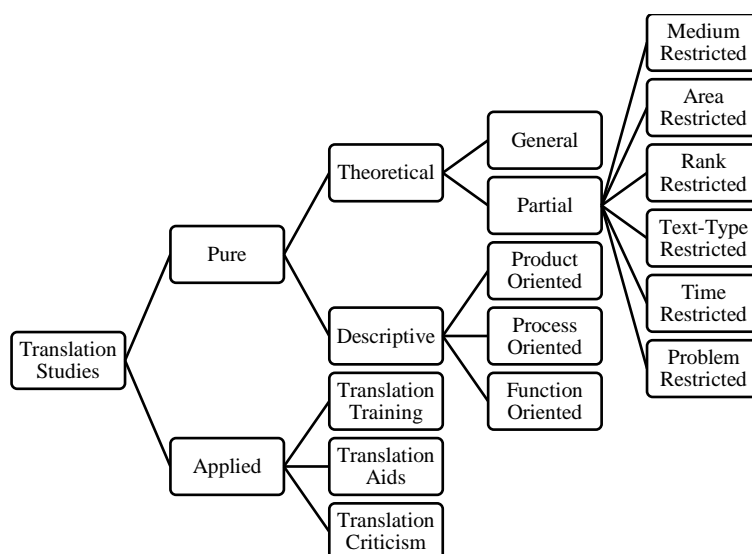 Medium
Restricted
Area
Restricted
General
Theoretical
Rank
Restricted
Partial
Text-Type
Restricted
Pure
Product
Oriented
Time
Restricted
Descriptive
Process
Oriented
Translation
Studies
Problem
Restricted
Translation
Training
Function
Oriented
Applied
Translation
Aids
Translation
Criticism